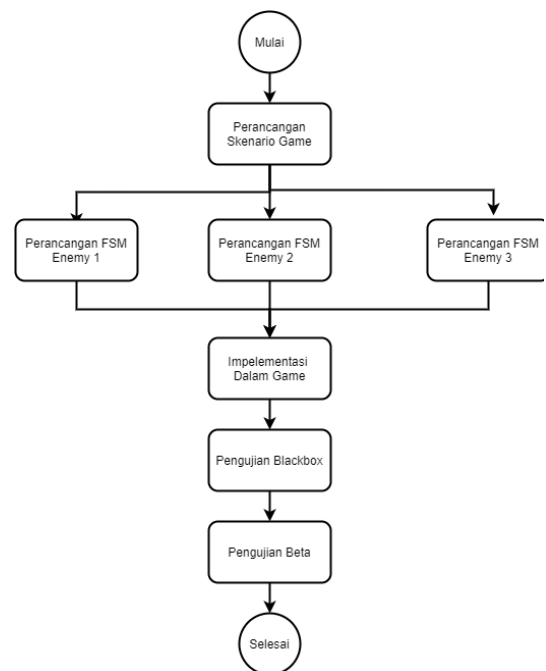 Mulai
Perancangan
Skenario Game
Perancangan FSM
Enemy 1
Perancangan FSM
Enemy 2
Perancangan FSM
Enemy 3
Impelementasi
Dalam Game
Pengujian Blackbox
Pengujian Beta
Selesai